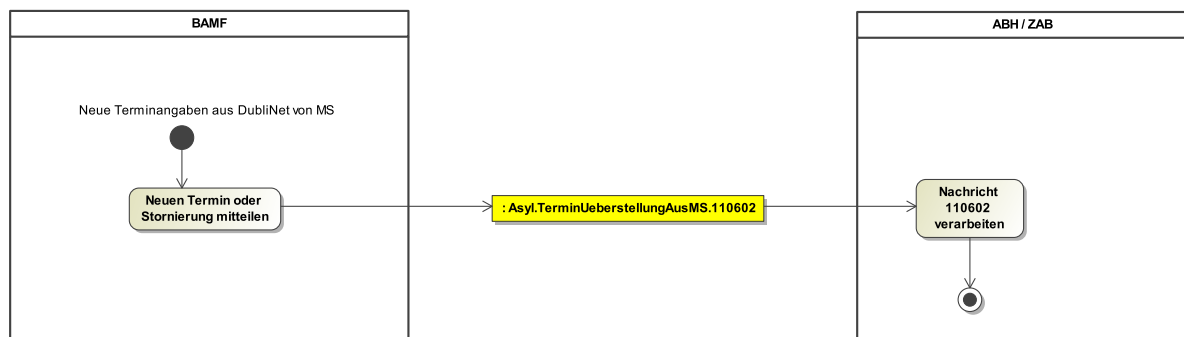 BAMF
ABH / ZAB
Neue Terminangaben aus DubliNet von MS
Neuen Termin oder
Stornierung mitteilen
: Asyl.TerminUeberstellungAusMS.110602
Nachricht
110602
verarbeiten